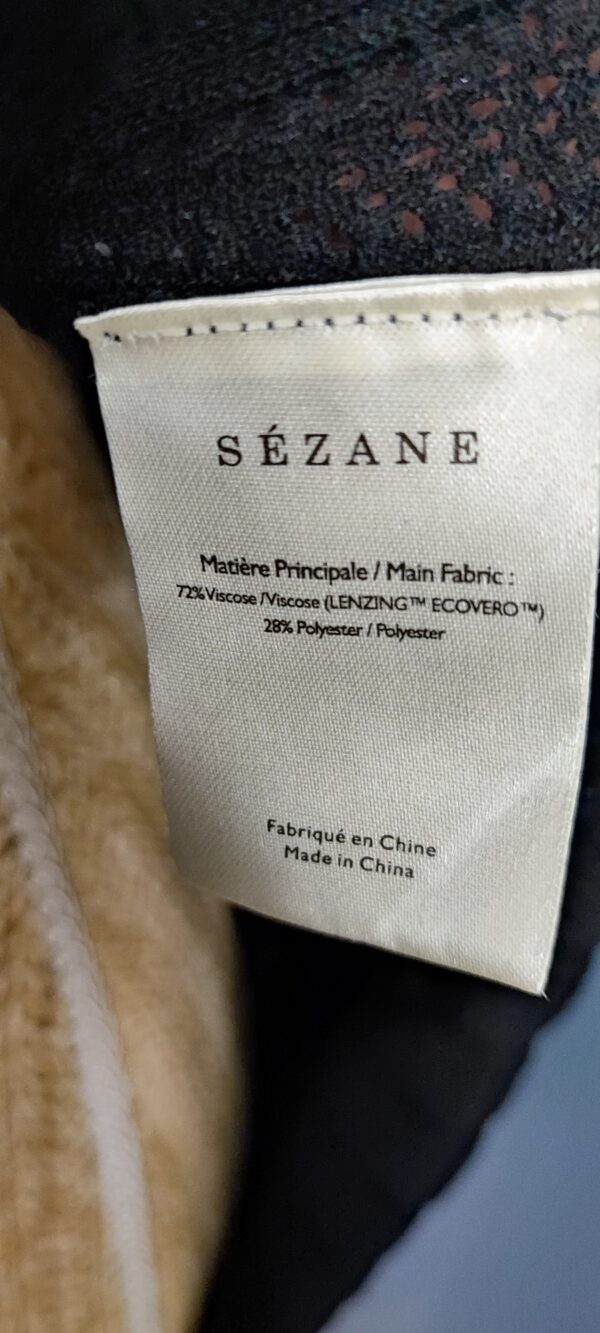 SÉZANE
Matière Principale / Main Fabric :
72% Viscose /Viscose (LENZING™ ECOVERO™)
28% Polyester / Polyester
Fabriqué en Chine
Made in China